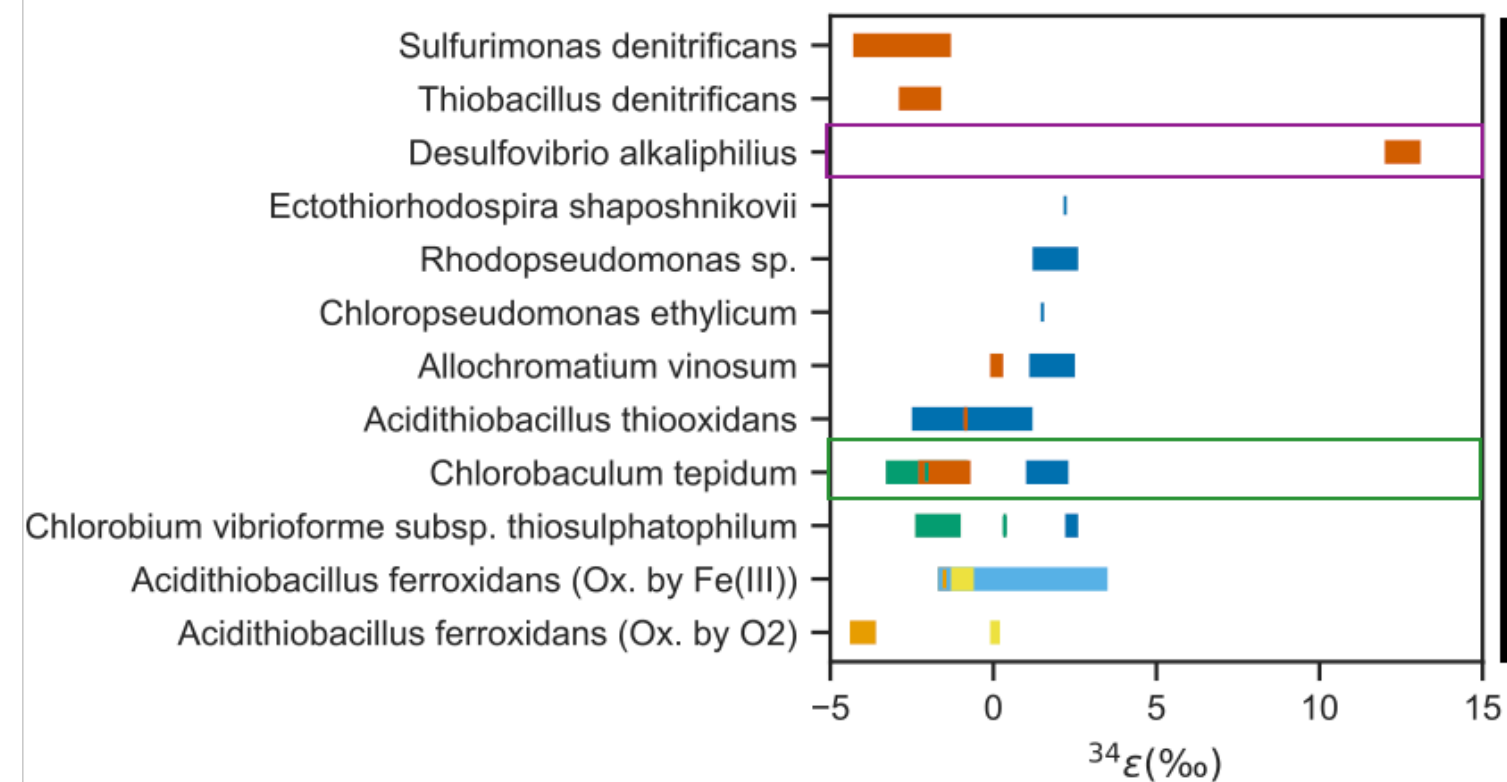 Sulfurimonas denitrificans
Thiobacillus denitrificans
Desulfovibrio alkaliphilius
Ectothiorhodospira shaposhnikovii
Rhodopseudomonas sp.
Chloropseudomonas ethylicum
Allochromatium vinosum
Acidithiobacillus thiooxidans
Chlorobaculum tepidum
Chlorobium vibrioforme subsp. thiosulphatophilum
Acidithiobacillus ferroxidans (Ox. by Fe(III))
Acidithiobacillus ferroxidans (Ox. by O2)
−5 0 5 10 15
³⁴ε(‰)